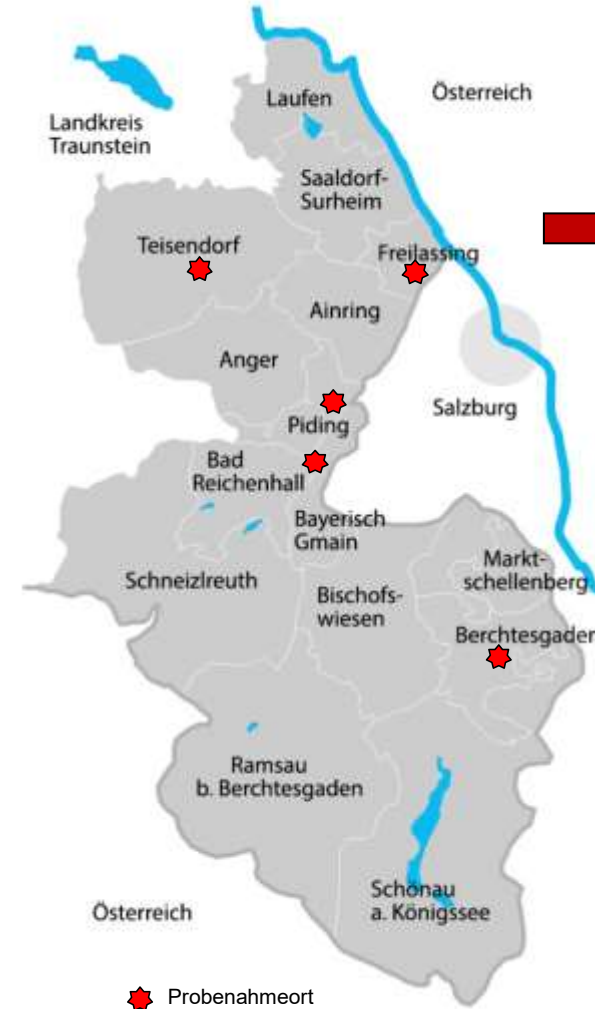 Laufen
Österreich
Landkreis
Traunstein
Saaldorf-
Surheim
Teisendorf
Freilassing
Ainring
Anger
Salzburg
Piding
Bad
Reichenhall
Bayerisch
Gmain
Markt-
schellenberg
Schneizlreuth
Bischofs-
wiesen
Berchtesgaden
Ramsau
b. Berchtesgaden
Schönau
a. Königssee
Österreich
Probenahmeort